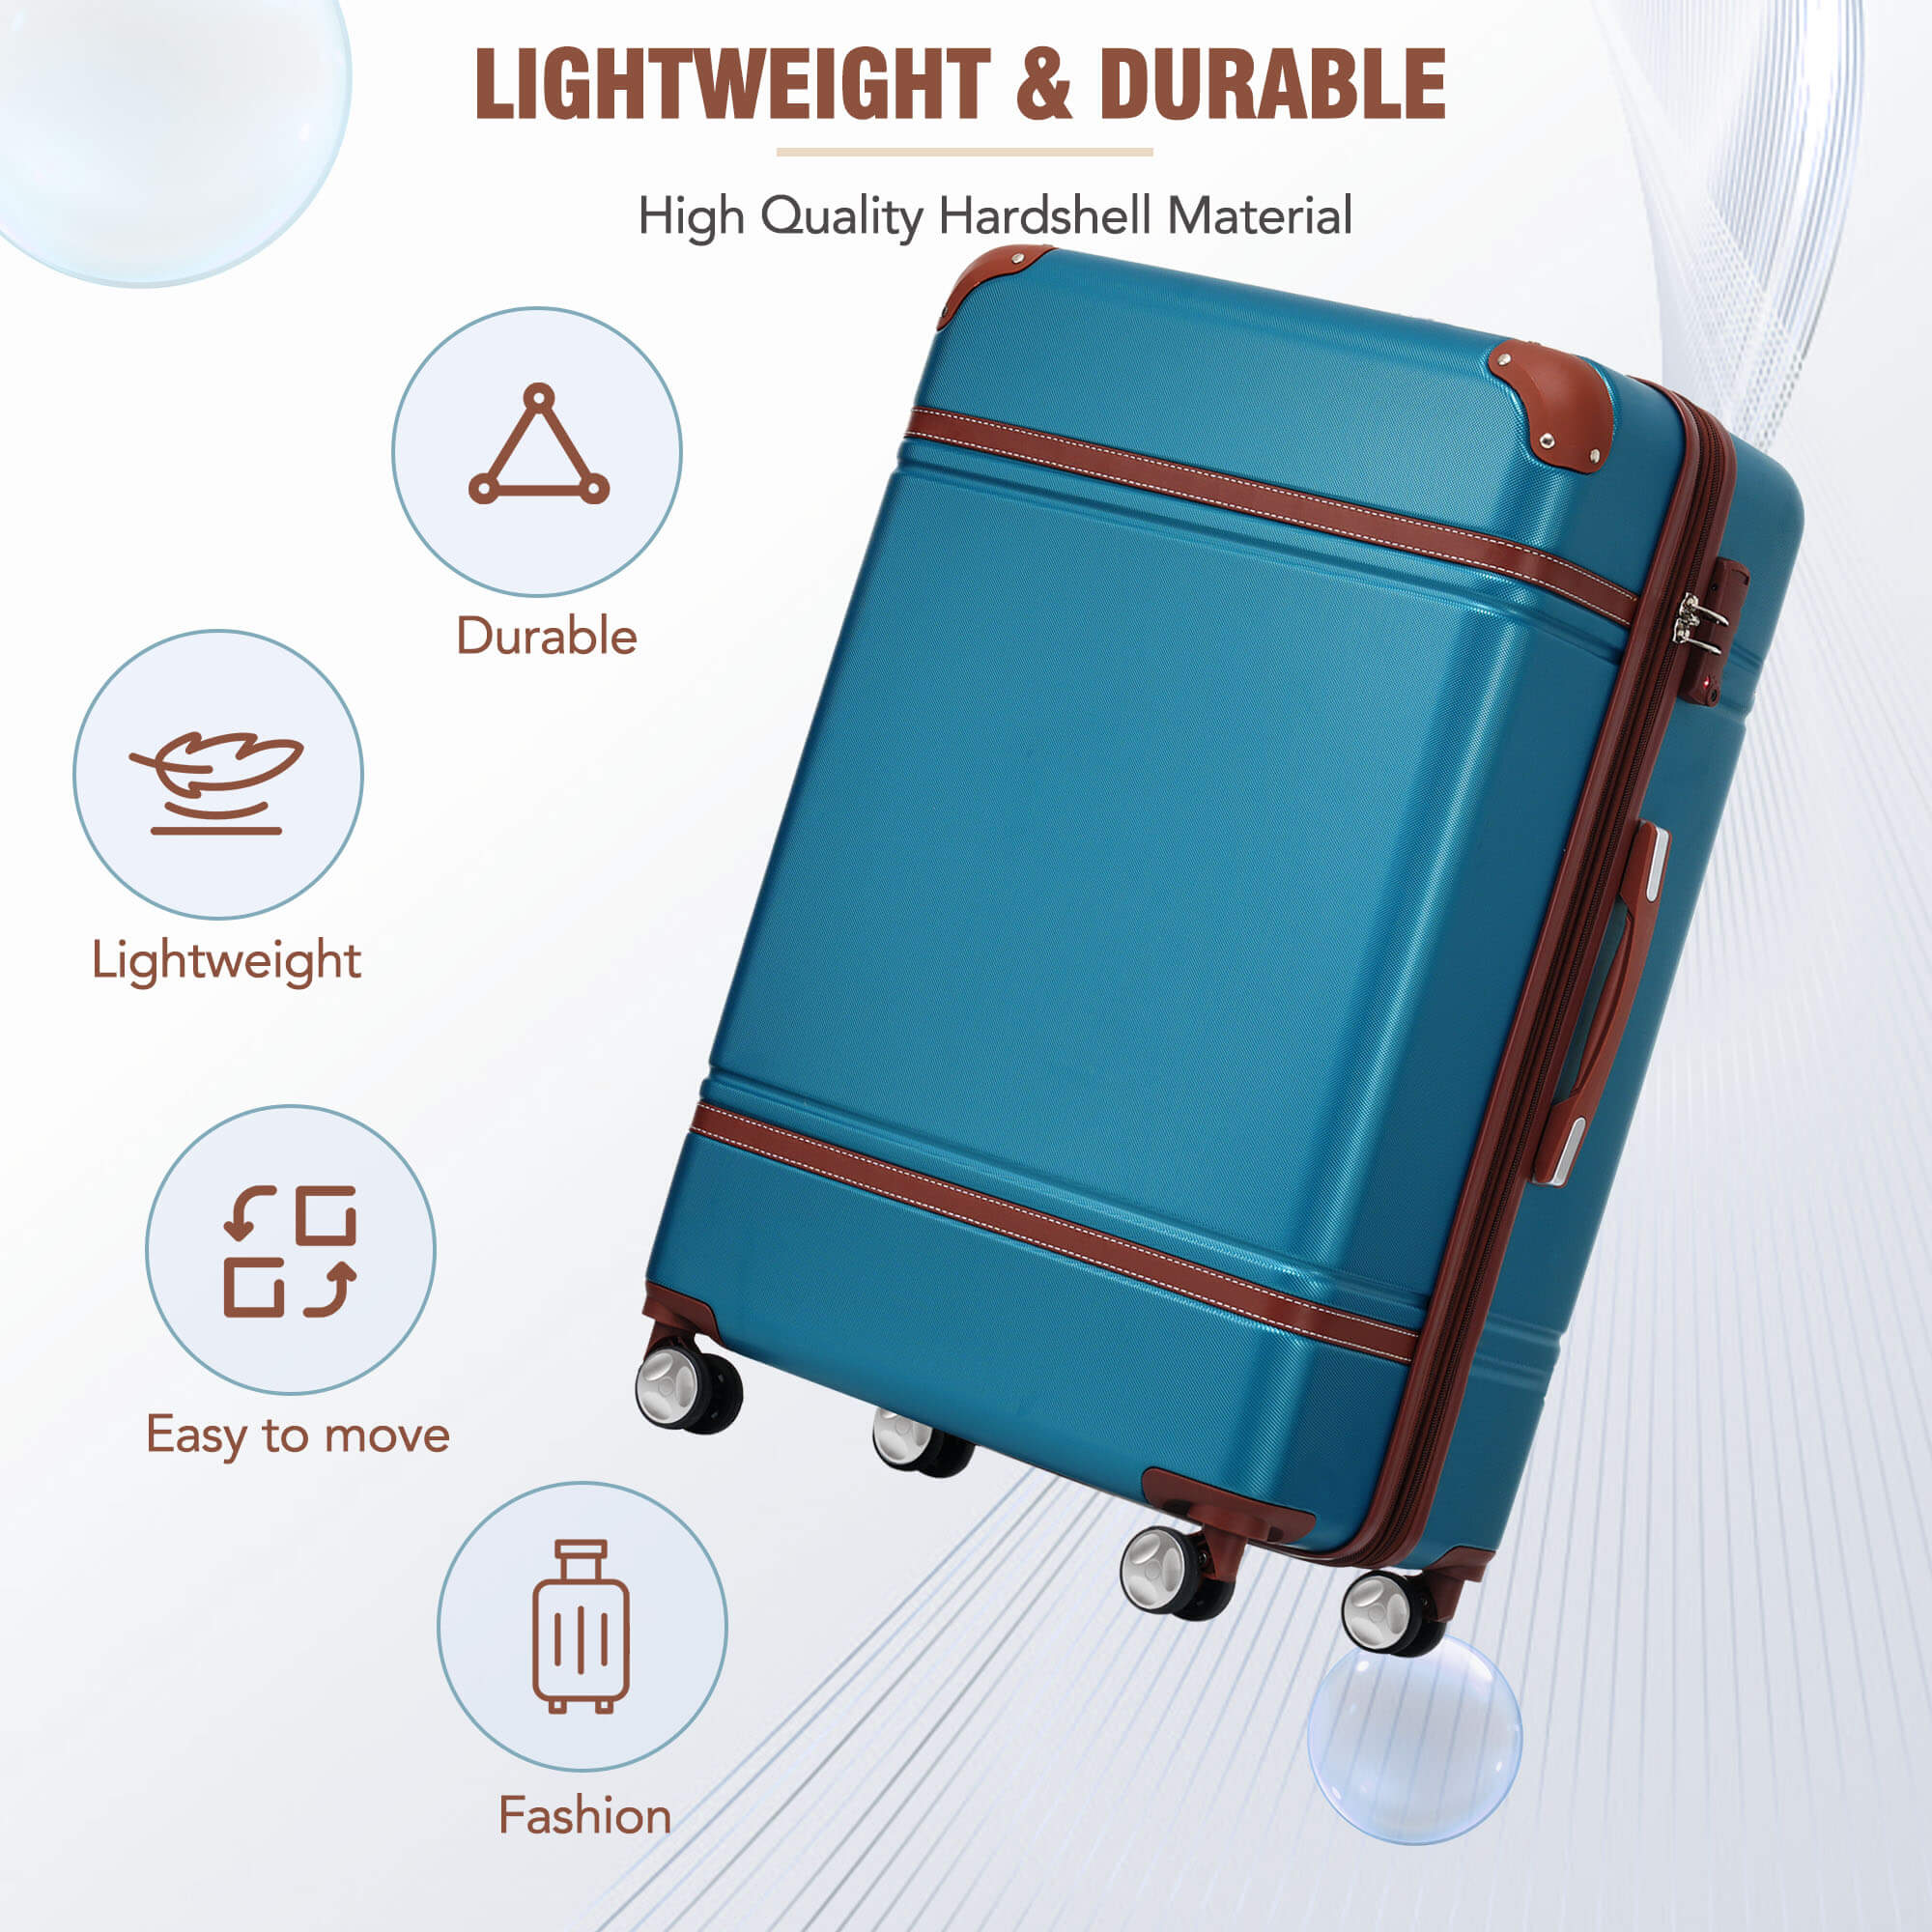 LIGHTWEIGHT & DURABLE
High Quality Hardshell Material
Durable
Lightweight
Easy to move
Fashion